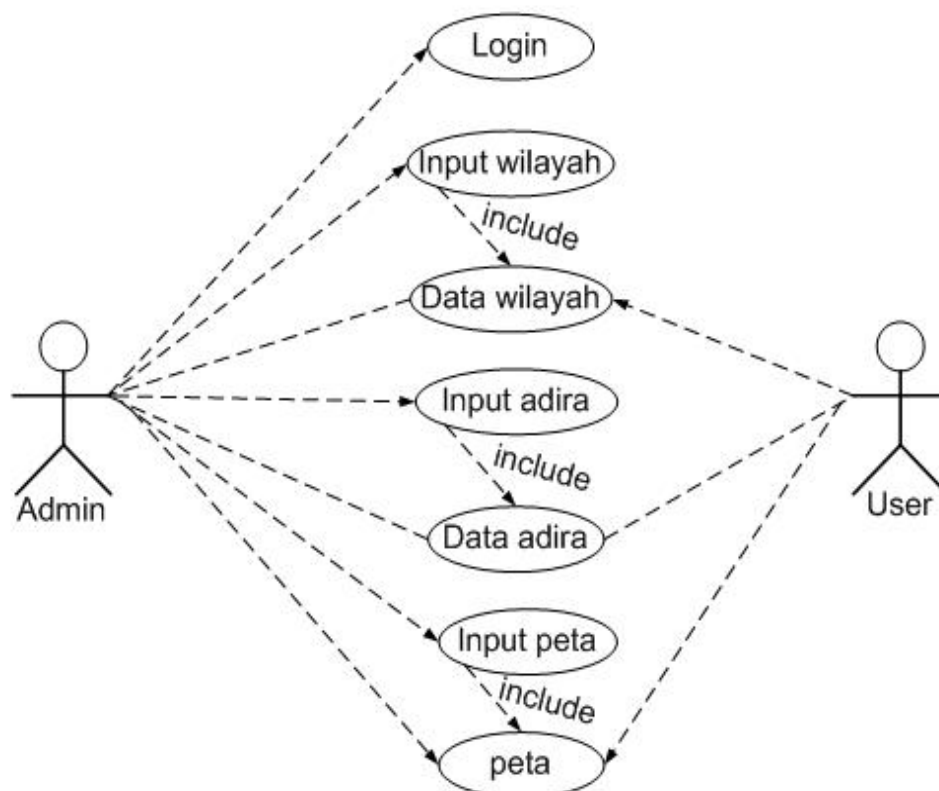 Login
Input wilayah
include
Data wilayah
Input adira
include
Admin
User
Data adira
Input peta
include
peta